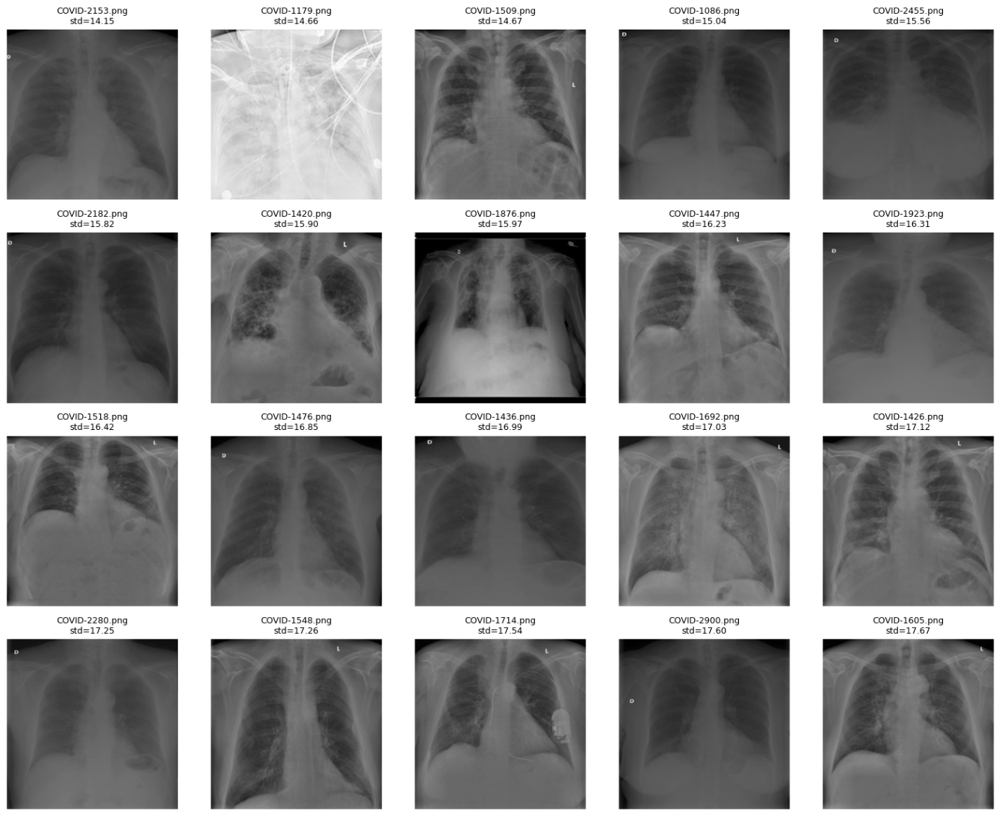 COVID-2153.png
std=14.15
COVID-1179.png
std=14.66
COVID-1509.png
std=14.67
COVID-1086.png
std=15.04
COVID-2455.png
std=15.56
D
L
D
D
COVID-2182.png
std=15.82
COVID-1420.png
std=15.90
COVID-1876.png
std=15.97
COVID-1447.png
std=16.23
COVID-1923.png
std=16.31
D
L
D
L
D
COVID-1518.png
std=16.42
COVID-1476.png
std=16.85
COVID-1436.png
std=16.99
COVID-1692.png
std=17.03
COVID-1426.png
std=17.12
L
D
D
L
L
COVID-2280.png
std=17.25
COVID-1548.png
std=17.26
COVID-1714.png
std=17.54
COVID-2900.png
std=17.60
COVID-1605.png
std=17.67
D
L
L
D
L